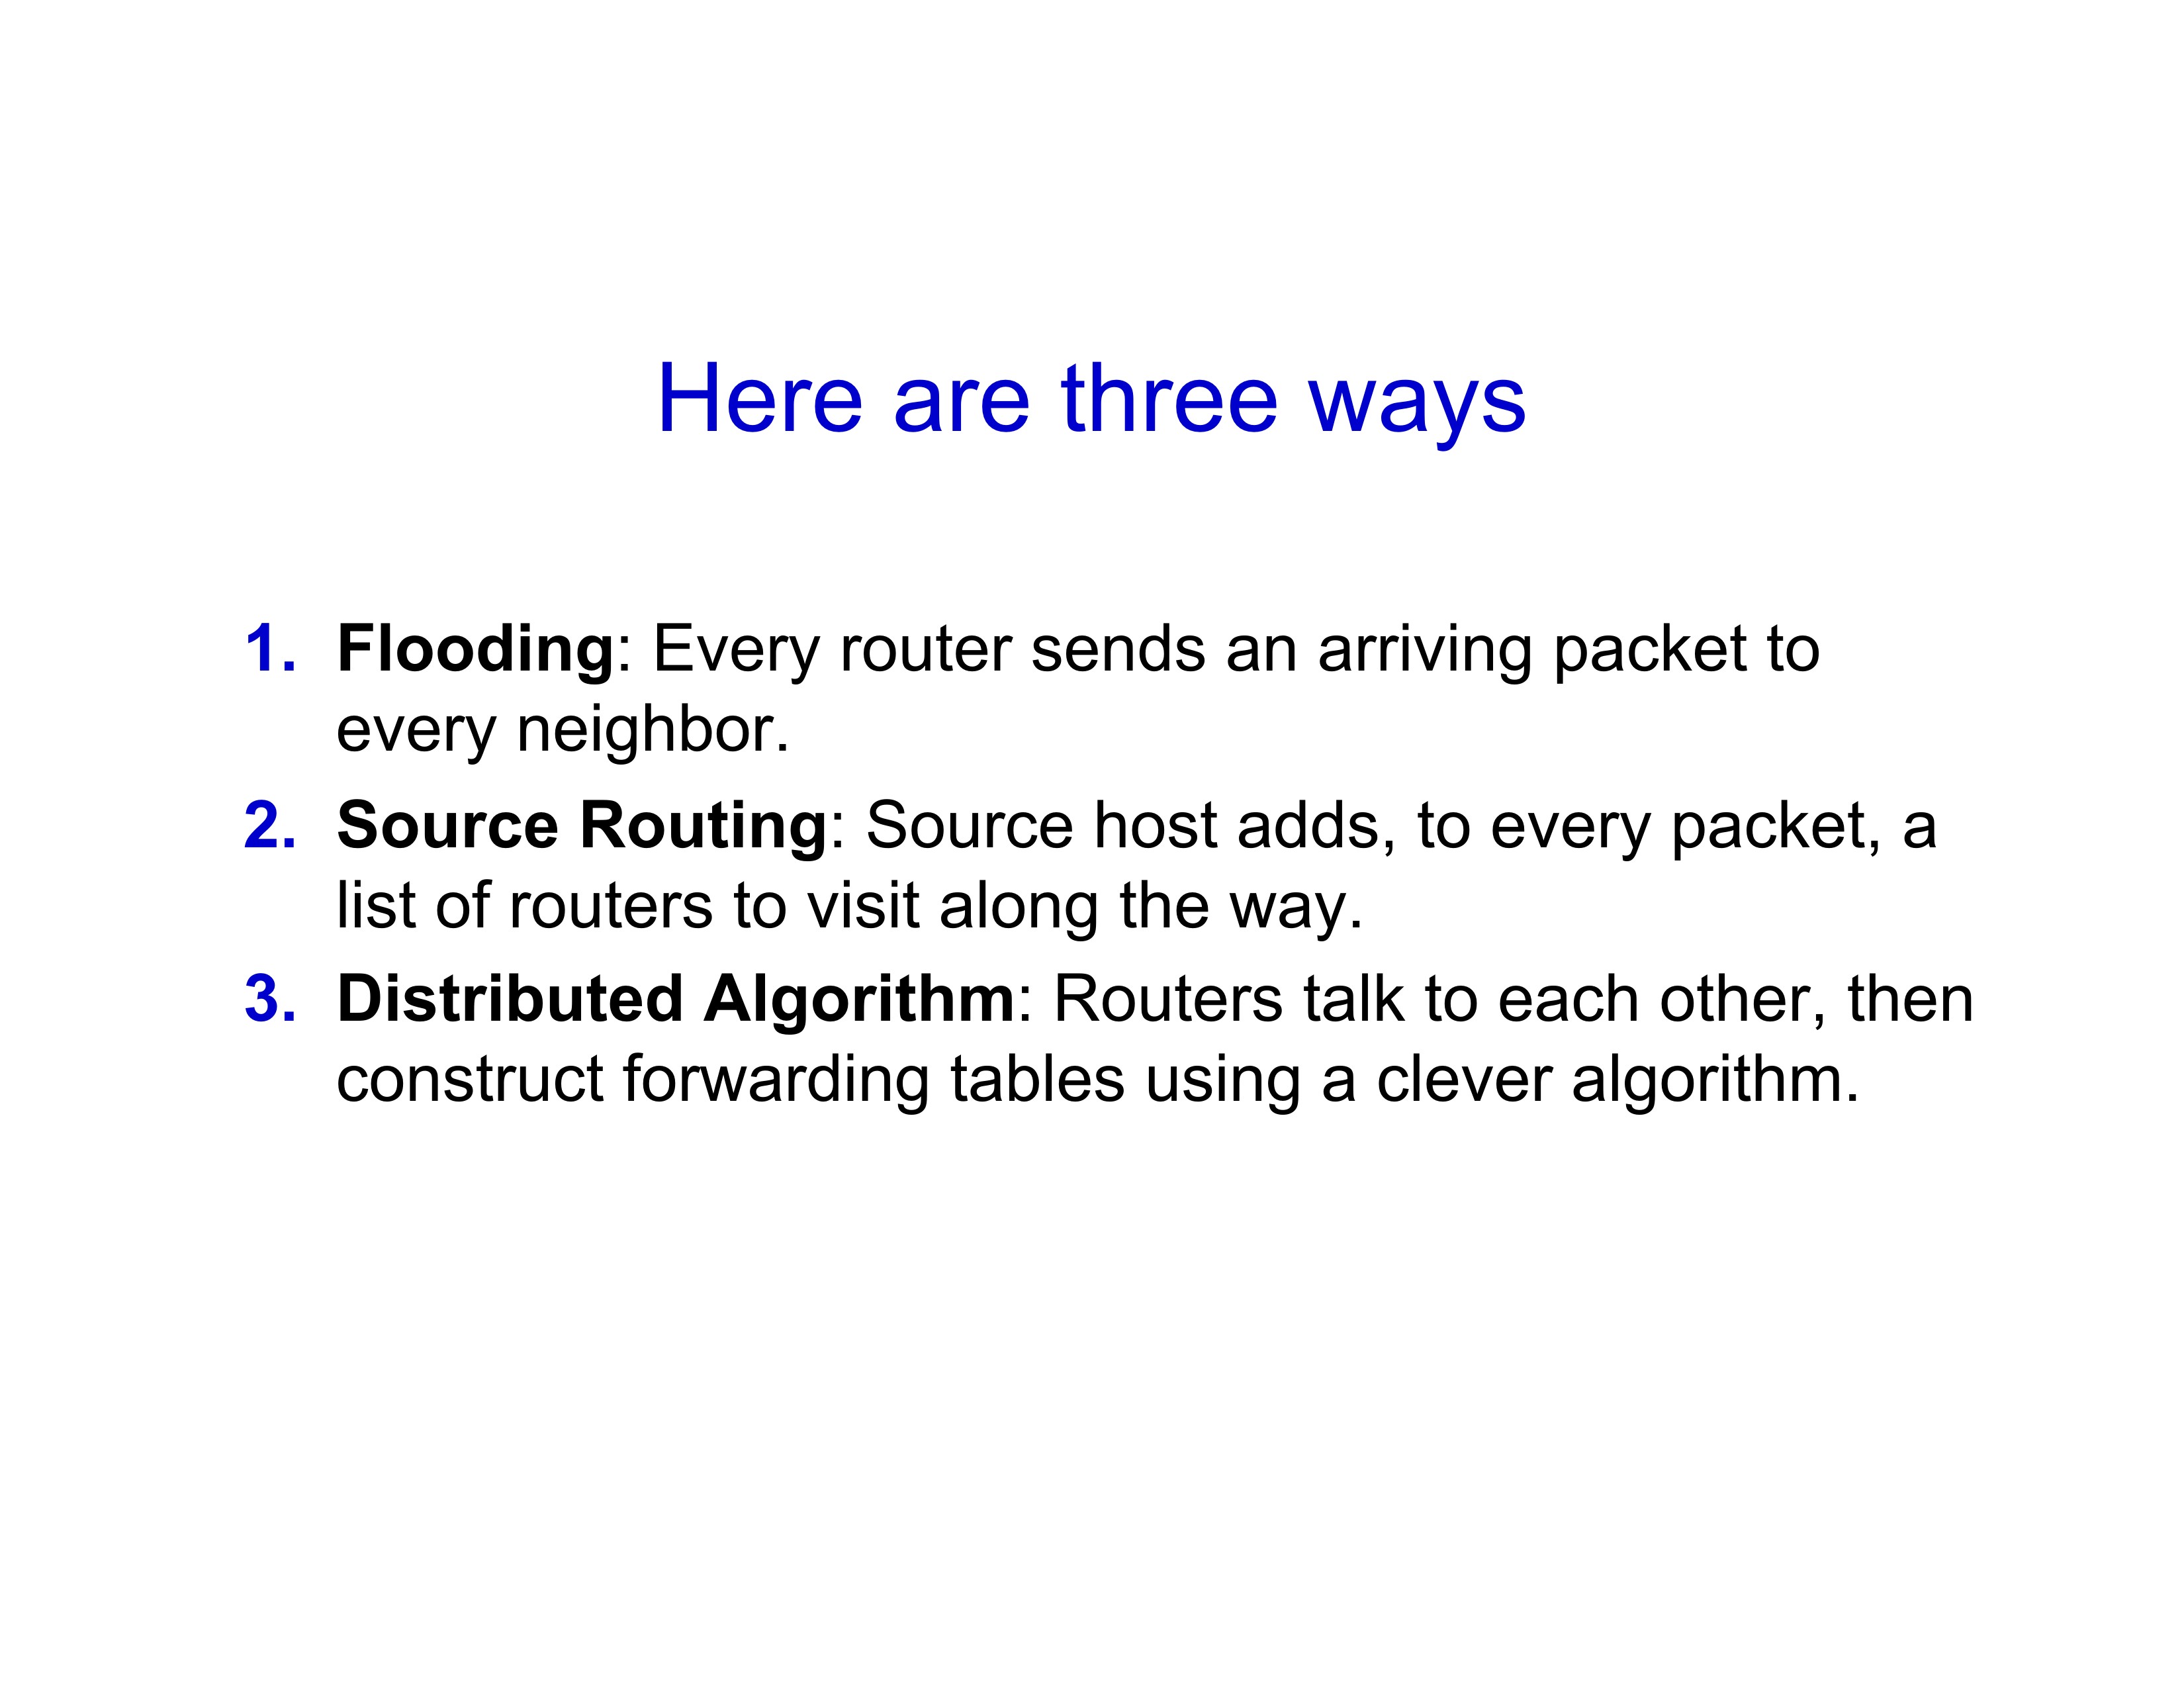 Here are three ways
1. Flooding: Every router sends an arriving packet to
every neighbor.
2. Source Routing: Source host adds, to every packet, a
list of routers to visit along the way.
3. Distributed Algorithm: Routers talk to each other, then
construct forwarding tables using a clever algorithm.